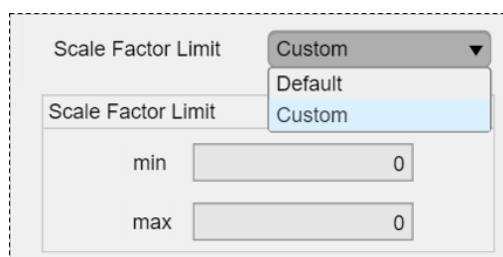 Scale Factor Limit Custom
Default
Scale Factor Limit Custom
min 0
max 0